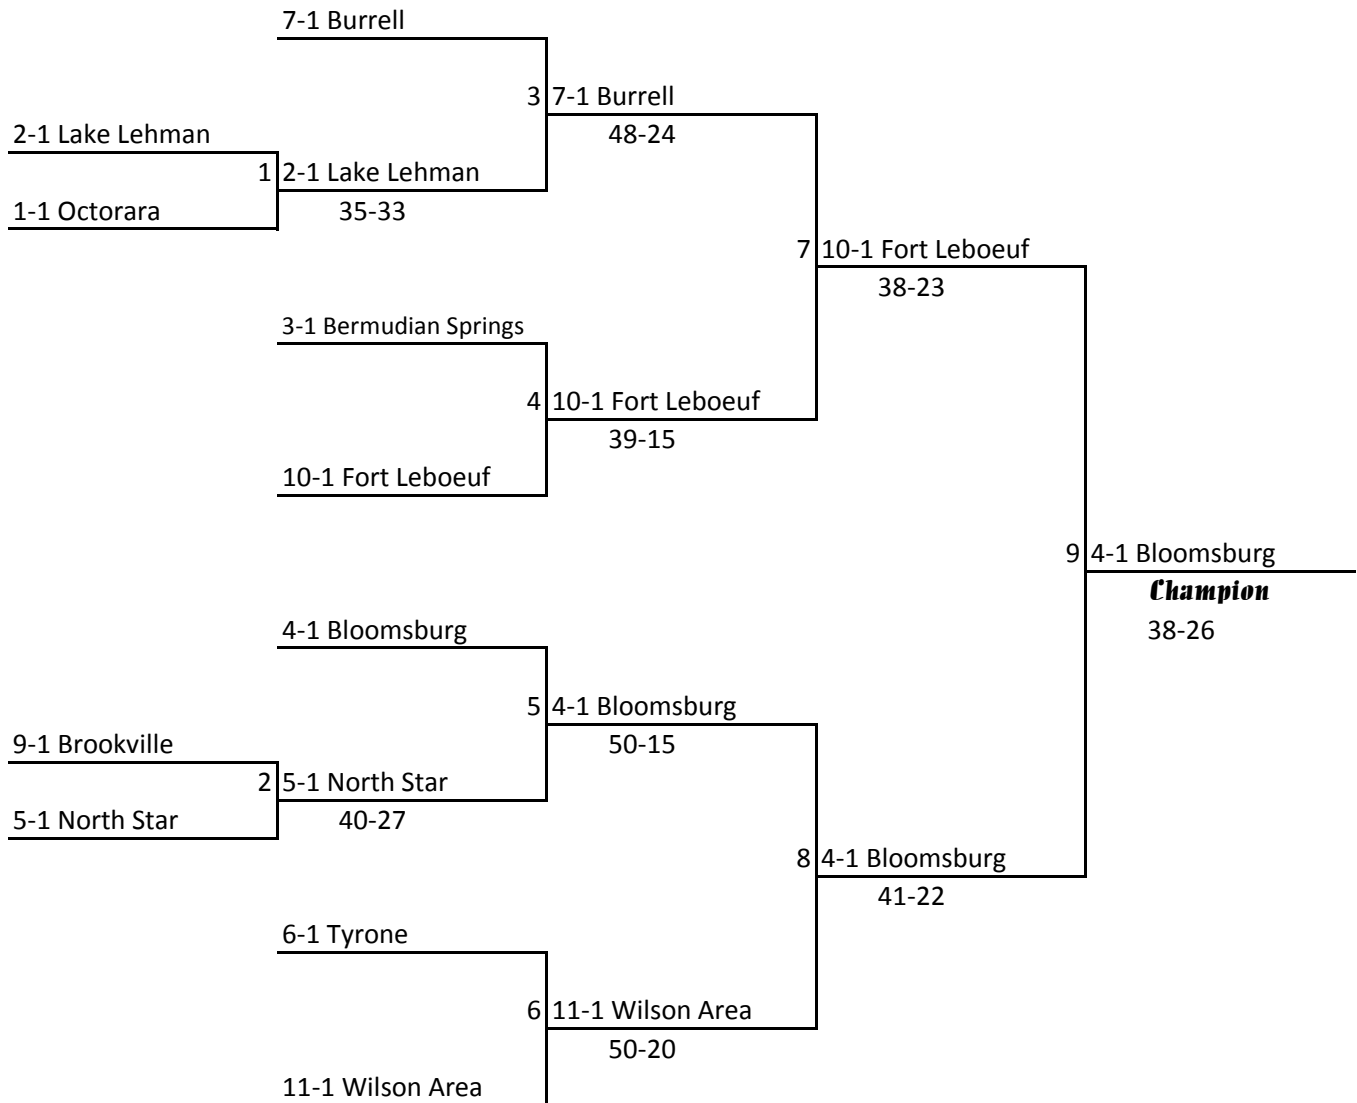 7-1 Burrell
3 7-1 Burrell
48-24
2-1 Lake Lehman
1 2-1 Lake Lehman
35-33
1-1 Octorara
7 10-1 Fort Leboeuf
38-23
3-1 Bermudian Springs
4 10-1 Fort Leboeuf
39-15
10-1 Fort Leboeuf
9 4-1 Bloomsburg
Champion
38-26
4-1 Bloomsburg
5 4-1 Bloomsburg
50-15
9-1 Brookville
2 5-1 North Star
40-27
5-1 North Star
8 4-1 Bloomsburg
41-22
6-1 Tyrone
6 11-1 Wilson Area
50-20
11-1 Wilson Area